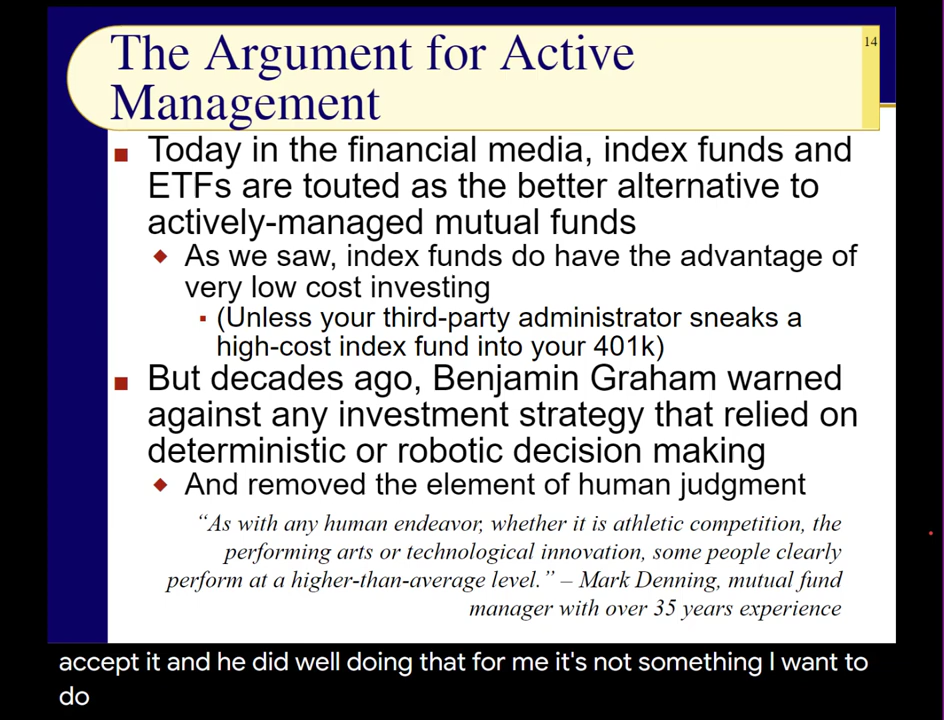 The Argument for Active
Management
14
■ Today in the financial media, index funds and
ETFs are touted as the better alternative to
actively-managed mutual funds
◆ As we saw, index funds do have the advantage of
very low cost investing
▪ (Unless your third-party administrator sneaks a
high-cost index fund into your 401k)
■ But decades ago, Benjamin Graham warned
against any investment strategy that relied on
deterministic or robotic decision making
◆ And removed the element of human judgment
“As with any human endeavor, whether it is athletic competition, the
performing arts or technological innovation, some people clearly
perform at a higher-than-average level.” – Mark Denning, mutual fund
manager with over 35 years experience
accept it and he did well doing that for me it's not something I want to
do